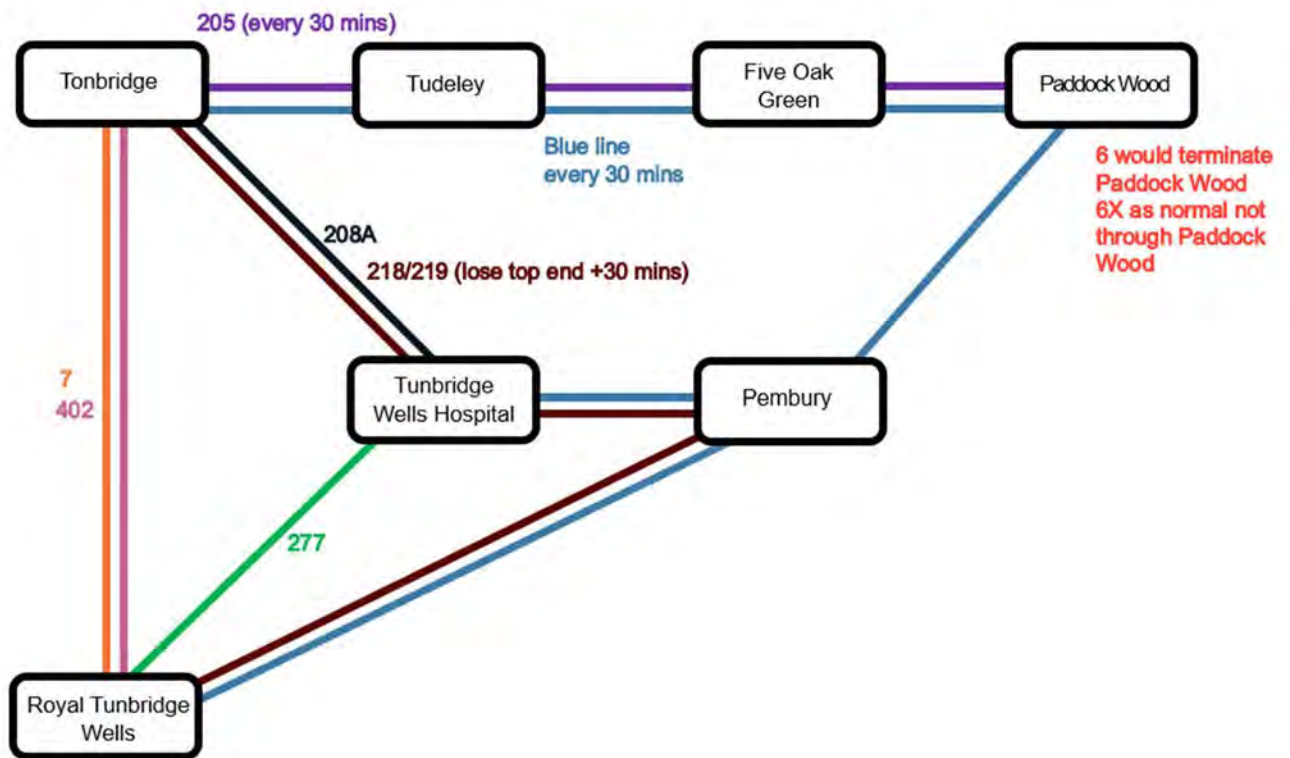 205 (every 30 mins)
Tonbridge
Tudeley
Five Oak
Green
Paddock Wood
Blue line
every 30 mins
6 would terminate
Paddock Wood
6X as normal not
through Paddock
Wood
208A
218/219 (lose top end +30 mins)
7
402
Tunbridge
Wells Hospital
Pembury
277
Royal Tunbridge
Wells